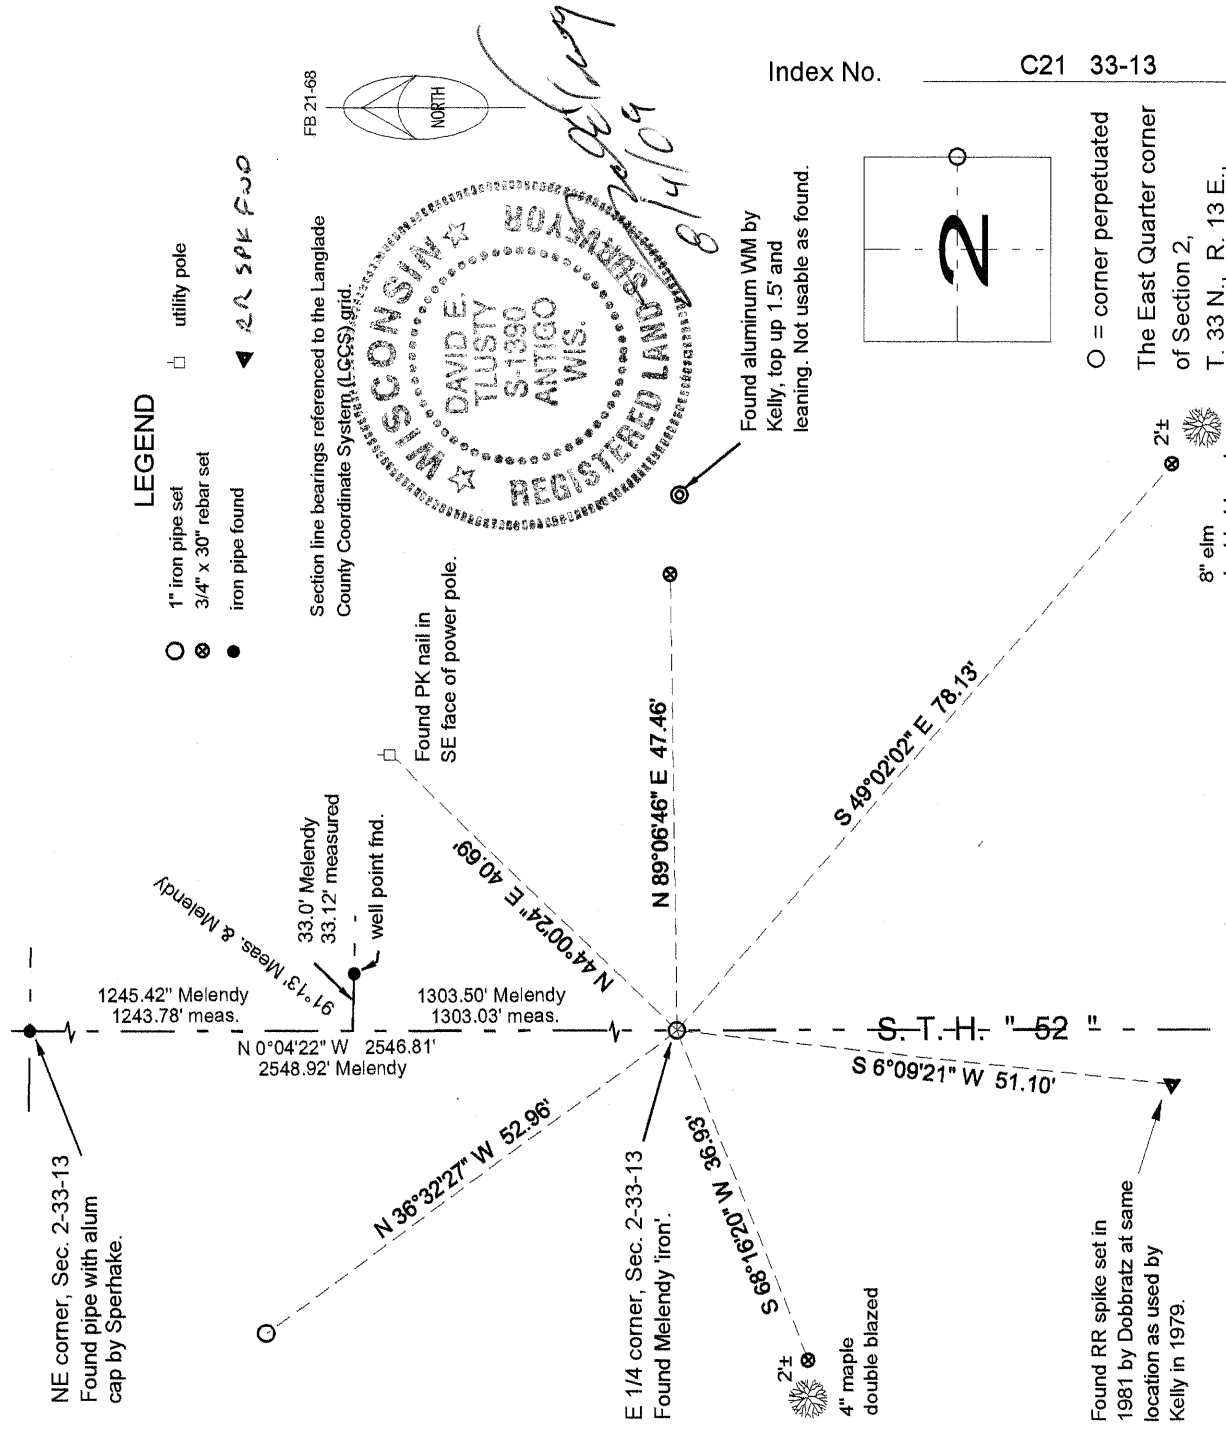 Index No. C21 33-13
FB 21-68
NORTH
8/14/09
LEGEND
1" iron pipe set
3/4" x 30" rebar set
iron pipe found
utility pole
RR SPK FND
Section line bearings referenced to the Langlade
County Coordinate System (LCCS) grid.
WISCONSIN
REGISTERED LAND SURVEYOR
DAVID E.
TLUSTY
S-1390
ANTIGO
WIS.
NE corner, Sec. 2-33-13
Found pipe with alum
cap by Sperhake.
1245.42" Melendy
1243.78' meas.
91°13' Meas. & Melendy
33.0' Melendy
33.12' measured
well point fnd.
N 0°04'22" W 2546.81'
2548.92' Melendy
1303.50' Melendy
1303.03' meas.
Found PK nail in
SE face of power pole.
N 44°00'24" E 40.69'
N 36°32'27" W 52.96'
N 89°06'46" E 47.46'
Found aluminum WM by
Kelly, top up 1.5' and
leaning. Not usable as found.
E 1/4 corner, Sec. 2-33-13
Found Melendy 'iron'.
S 68°16'20" W 36.93'
2'±
4" maple
double blazed
S 49°02'02" E 78.13'
2'±
8" elm
S. T. H. " 52 "
S 6°09'21" W 51.10'
Found RR spike set in
1981 by Dobbratz at same
location as used by
Kelly in 1979.
2
O = corner perpetuated
The East Quarter corner
of Section 2,
T. 33 N., R. 13 E.,